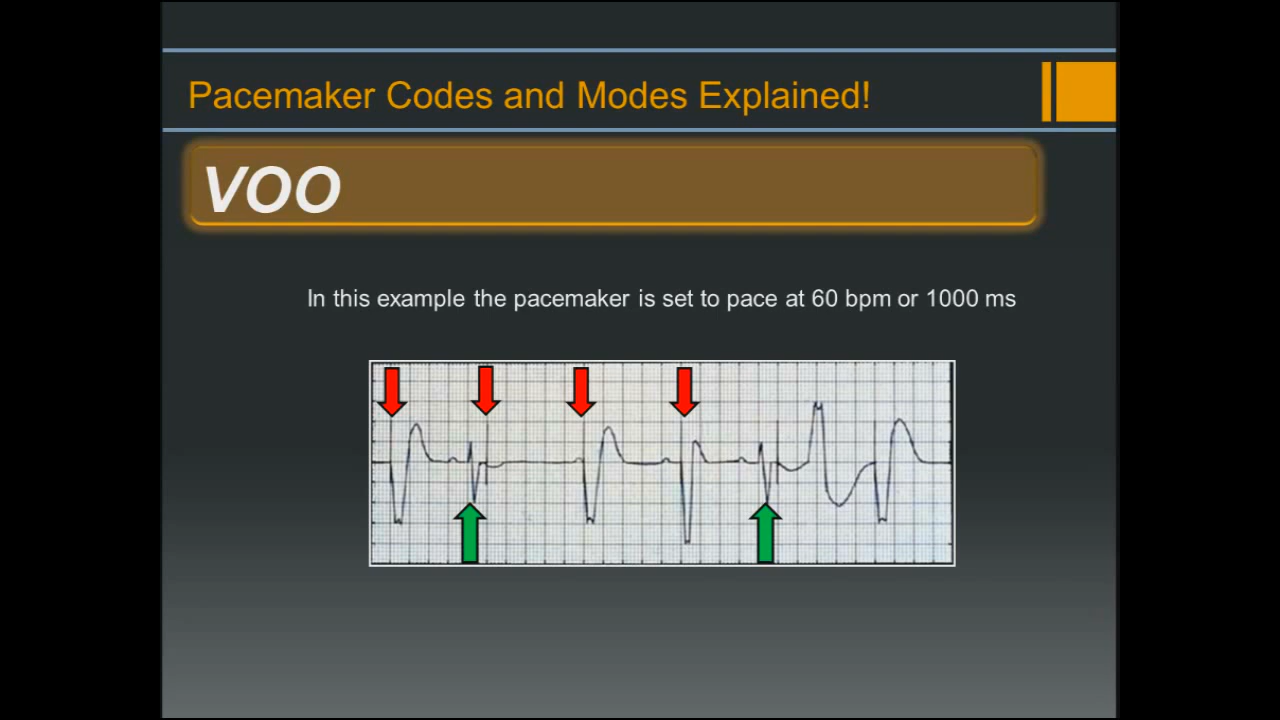 Pacemaker Codes and Modes Explained!
VOO
In this example the pacemaker is set to pace at 60 bpm or 1000 ms